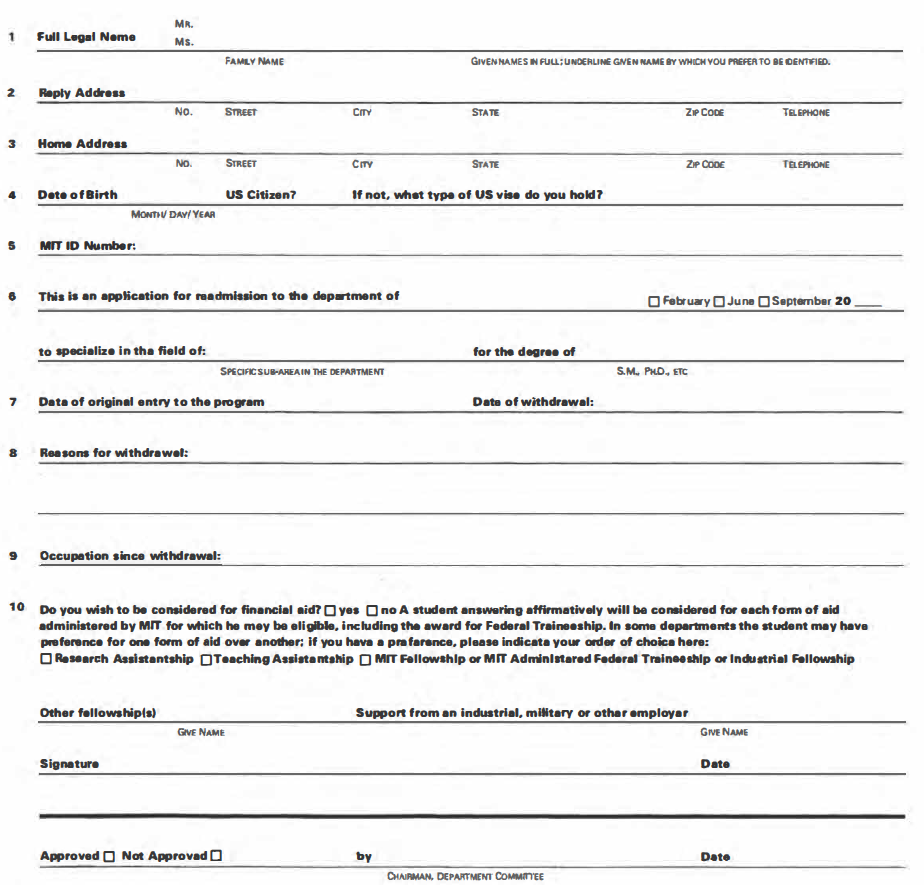 Mr.
1 Full Legal Name Ms.
Family Name Given names in full; underline given name by which you prefer to be identified.
2 Reply Address
No. Street City State Zip Code Telephone
3 Home Address
No. Street City State Zip Code Telephone
4 Date of Birth US Citizen? If not, what type of US vise do you hold?
Month/ Day/ Year
5 MIT ID Number:
6 This is an application for readmission to the department of ☐ February ☐ June ☐ September 20 ____
to specialize in the field of: for the degree of
Specific sub-area in the department S.M., Ph.D., etc
7 Date of original entry to the program Date of withdrawal:
8 Reasons for withdrawal:
9 Occupation since withdrawal:
10 Do you wish to be considered for financial aid? ☐ yes ☐ no A student answering affirmatively will be considered for each form of aid
administered by MIT for which he may be eligible, including the award for Federal Traineeship. In some departments the student may have
preference for one form of aid over another; if you have a preference, please indicate your order of choice here:
☐ Research Assistantship ☐ Teaching Assistantship ☐ MIT Fellowship or MIT Administered Federal Traineeship or Industrial Fellowship
Other fellowship(s) Support from an industrial, military or other employer
Give Name Give Name
Signature Date
Approved ☐ Not Approved ☐ by Date
Chairman, Department Committee